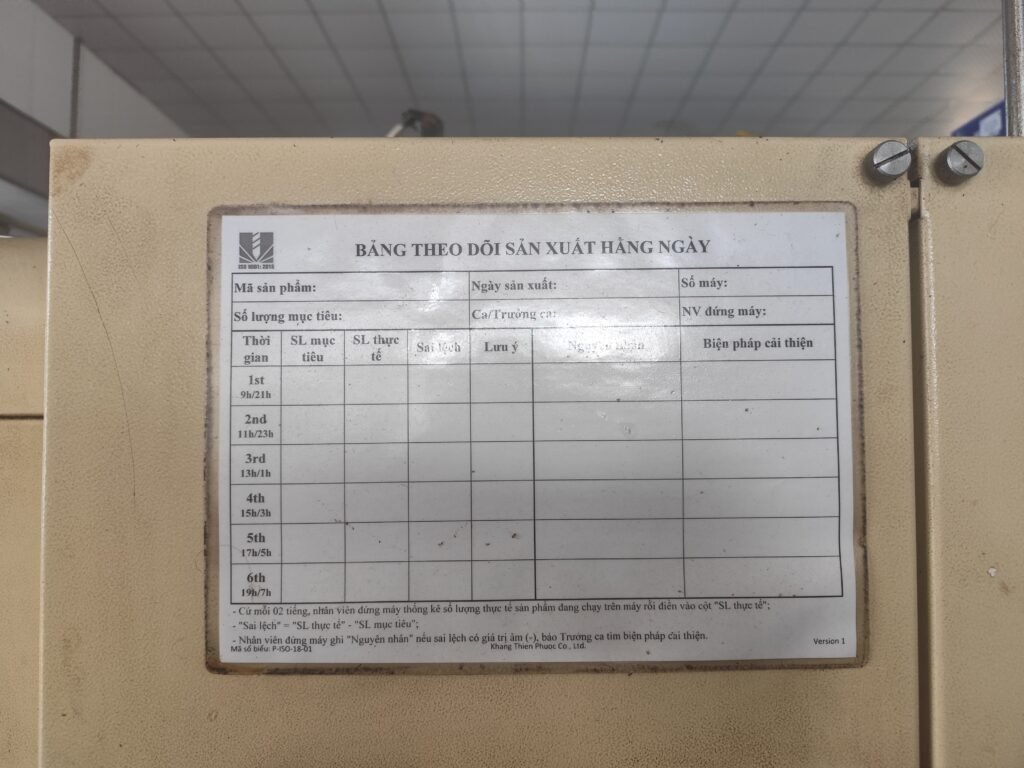 ISO 9001: 2015
BẢNG THEO DÕI SẢN XUẤT HẰNG NGÀY
Mã sản phẩm: Ngày sản xuất: Số máy:
Số lượng mục tiêu: Ca/Trưởng ca: NV đứng máy:
Thời gian SL mục tiêu SL thực tế Sai lệch Lưu ý Nguyên nhân Biện pháp cải thiện
1st
9h/21h
2nd
11h/23h
3rd
13h/1h
4th
15h/3h
5th
17h/5h
6th
19h/7h
- Cứ mỗi 02 tiếng, nhân viên đứng máy thống kê số lượng thực tế sản phẩm đang chạy trên máy rồi điền vào cột "SL thực tế";
- "Sai lệch" = "SL thực tế" - "SL mục tiêu";
- Nhân viên đứng máy ghi "Nguyên nhân" nếu sai lệch có giá trị âm (-), báo Trưởng ca tìm biện pháp cải thiện.
Mã số biểu: P-ISO-18-01 Khang Thien Phuoc Co., Ltd. Version 1